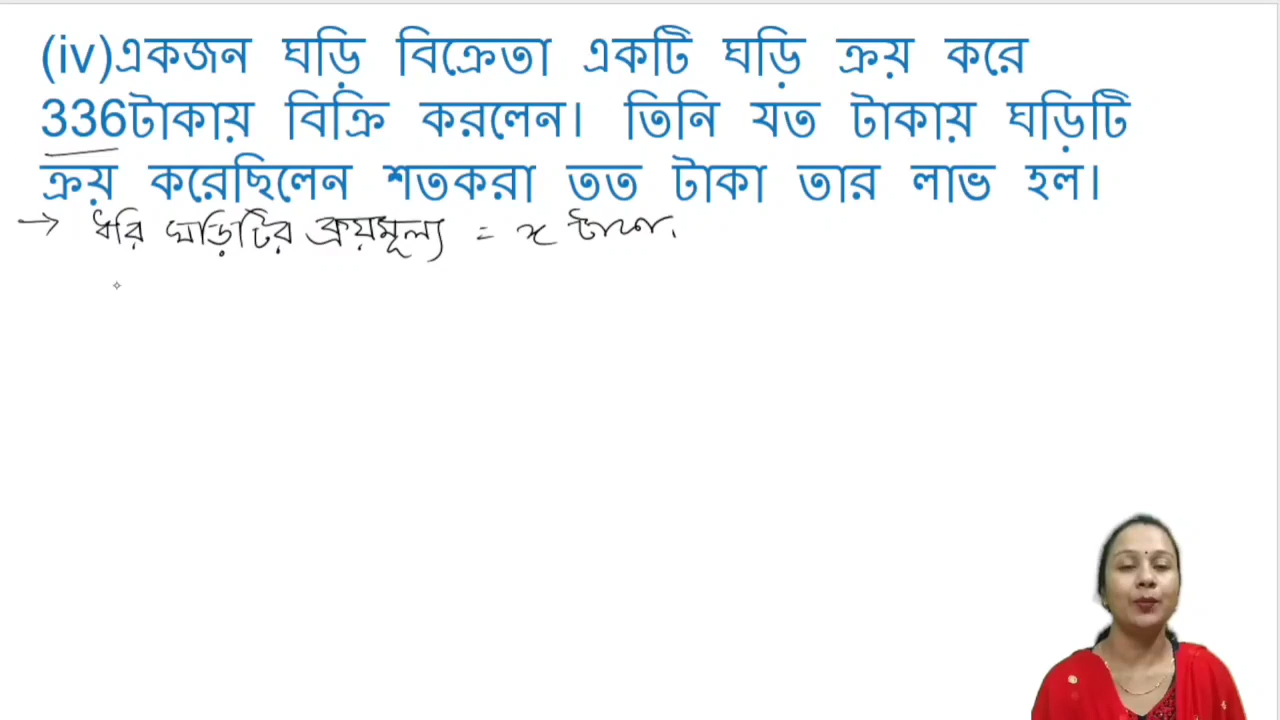 (iv)একজন ঘড়ি বিক্রেতা একটি ঘড়ি ক্রয় করে
336টাকায় বিক্রি করলেন। তিনি যত টাকায় ঘড়িটি
ক্রয় করেছিলেন শতকরা তত টাকা তার লাভ হল।
→ ধরি ঘড়িটির ক্রয়মূল্য = x টাকা.